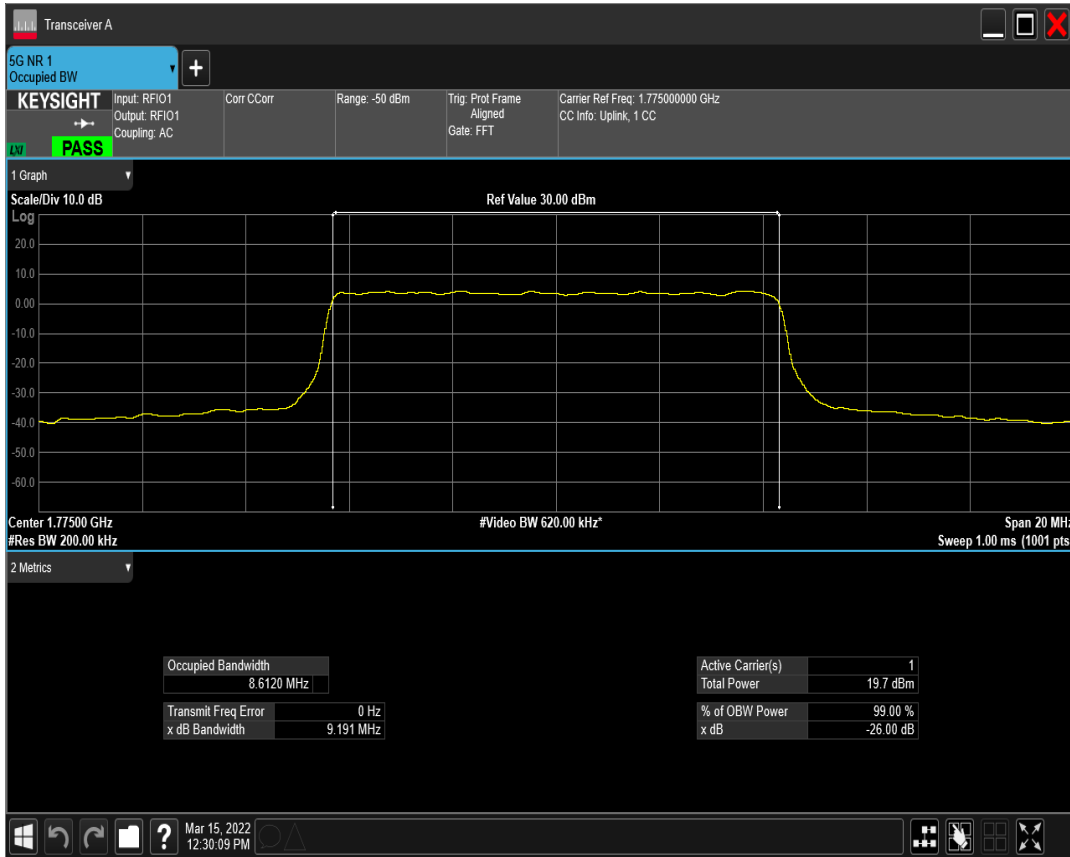 Transceiver A
5G NR 1
Occupied BW
+
KEYSIGHT
LXI
PASS
Input: RFIO1
Output: RFIO1
Coupling: AC
Corr CCorr
Range: -50 dBm
Trig: Prot Frame
Aligned
Gate: FFT
Carrier Ref Freq: 1.775000000 GHz
CC Info: Uplink, 1 CC
1 Graph
Scale/Div 10.0 dB
Ref Value 30.00 dBm
Log
20.0
10.0
0.00
-10.0
-20.0
-30.0
-40.0
-50.0
-60.0
Center 1.77500 GHz
#Video BW 620.00 kHz*
Span 20 MHz
#Res BW 200.00 kHz
Sweep 1.00 ms (1001 pts
2 Metrics
Occupied Bandwidth
8.6120 MHz
Transmit Freq Error 0 Hz
x dB Bandwidth 9.191 MHz
Active Carrier(s) 1
Total Power 19.7 dBm
% of OBW Power 99.00 %
x dB -26.00 dB
?
Mar 15, 2022
12:30:09 PM